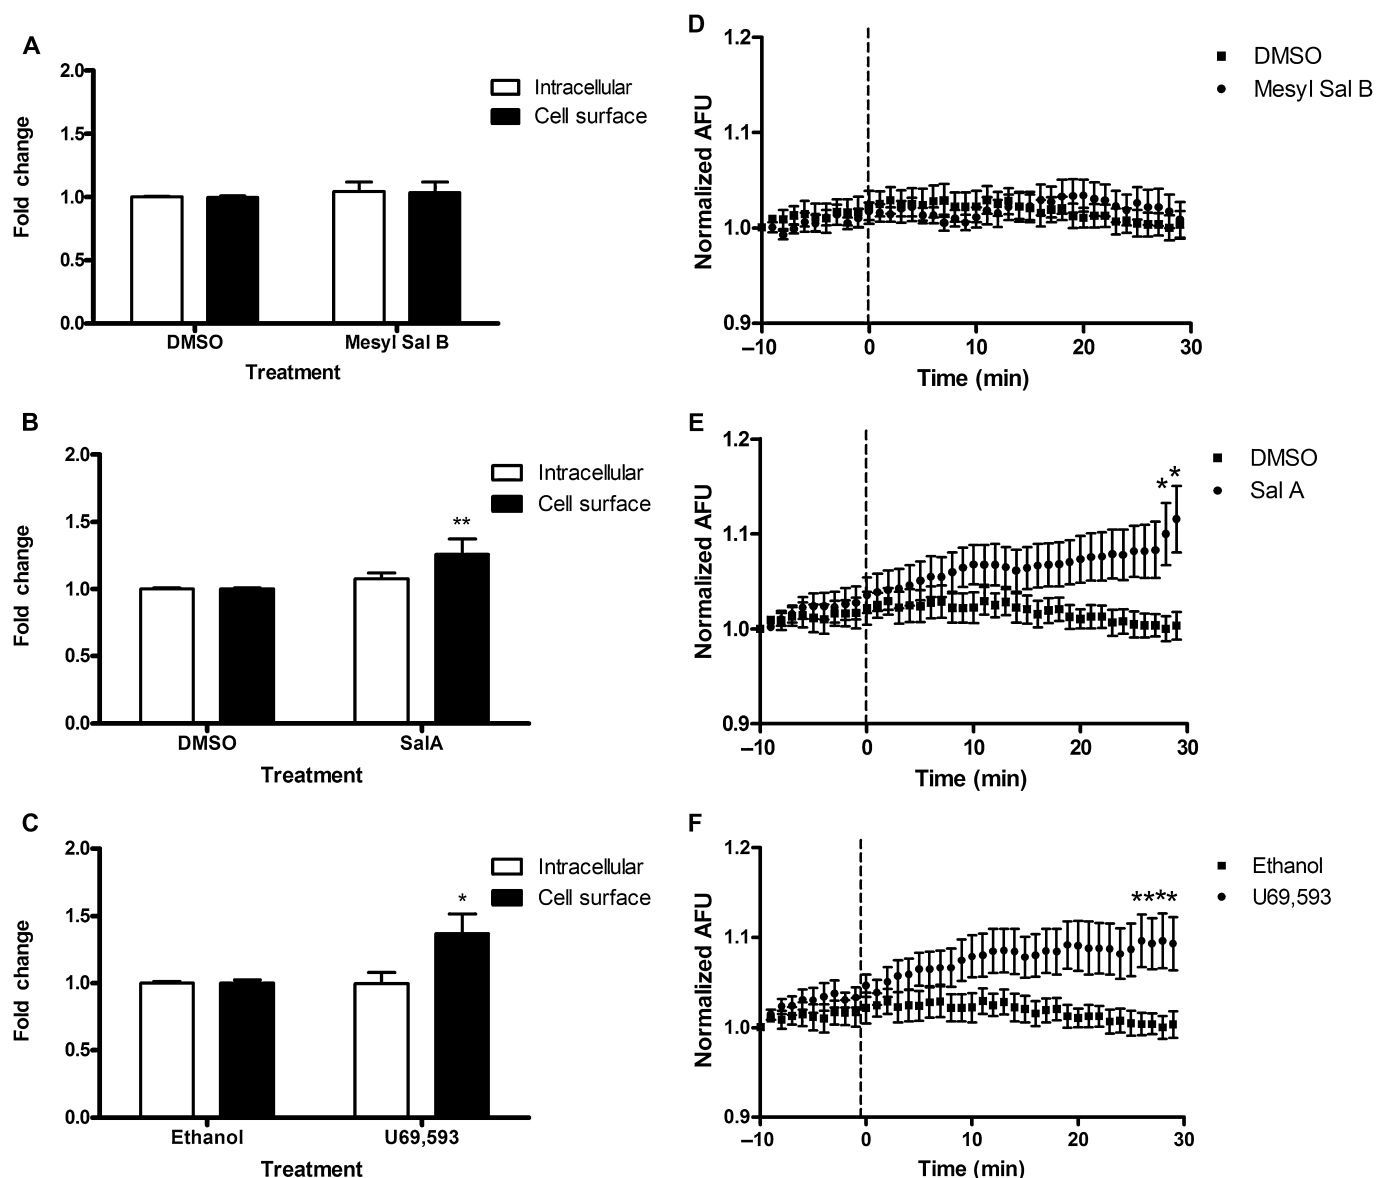 A
2.0
1.5
1.0
0.5
0.0
Fold change
Intracellular
Cell surface
DMSO
Mesyl Sal B
Treatment
D
1.2
1.1
1.0
0.9
Normalized AFU
DMSO
Mesyl Sal B
–10
0
10
20
30
Time (min)
B
2.0
1.5
1.0
0.5
0.0
Fold change
Intracellular
Cell surface
**
DMSO
SalA
Treatment
E
1.2
1.1
1.0
0.9
Normalized AFU
DMSO
Sal A
* *
–10
0
10
20
30
Time (min)
C
2.0
1.5
1.0
0.5
0.0
Fold change
Intracellular
Cell surface
*
Ethanol
U69,593
Treatment
F
1.2
1.1
1.0
0.9
Normalized AFU
Ethanol
U69,593
****
–10
0
10
20
30
Time (min)